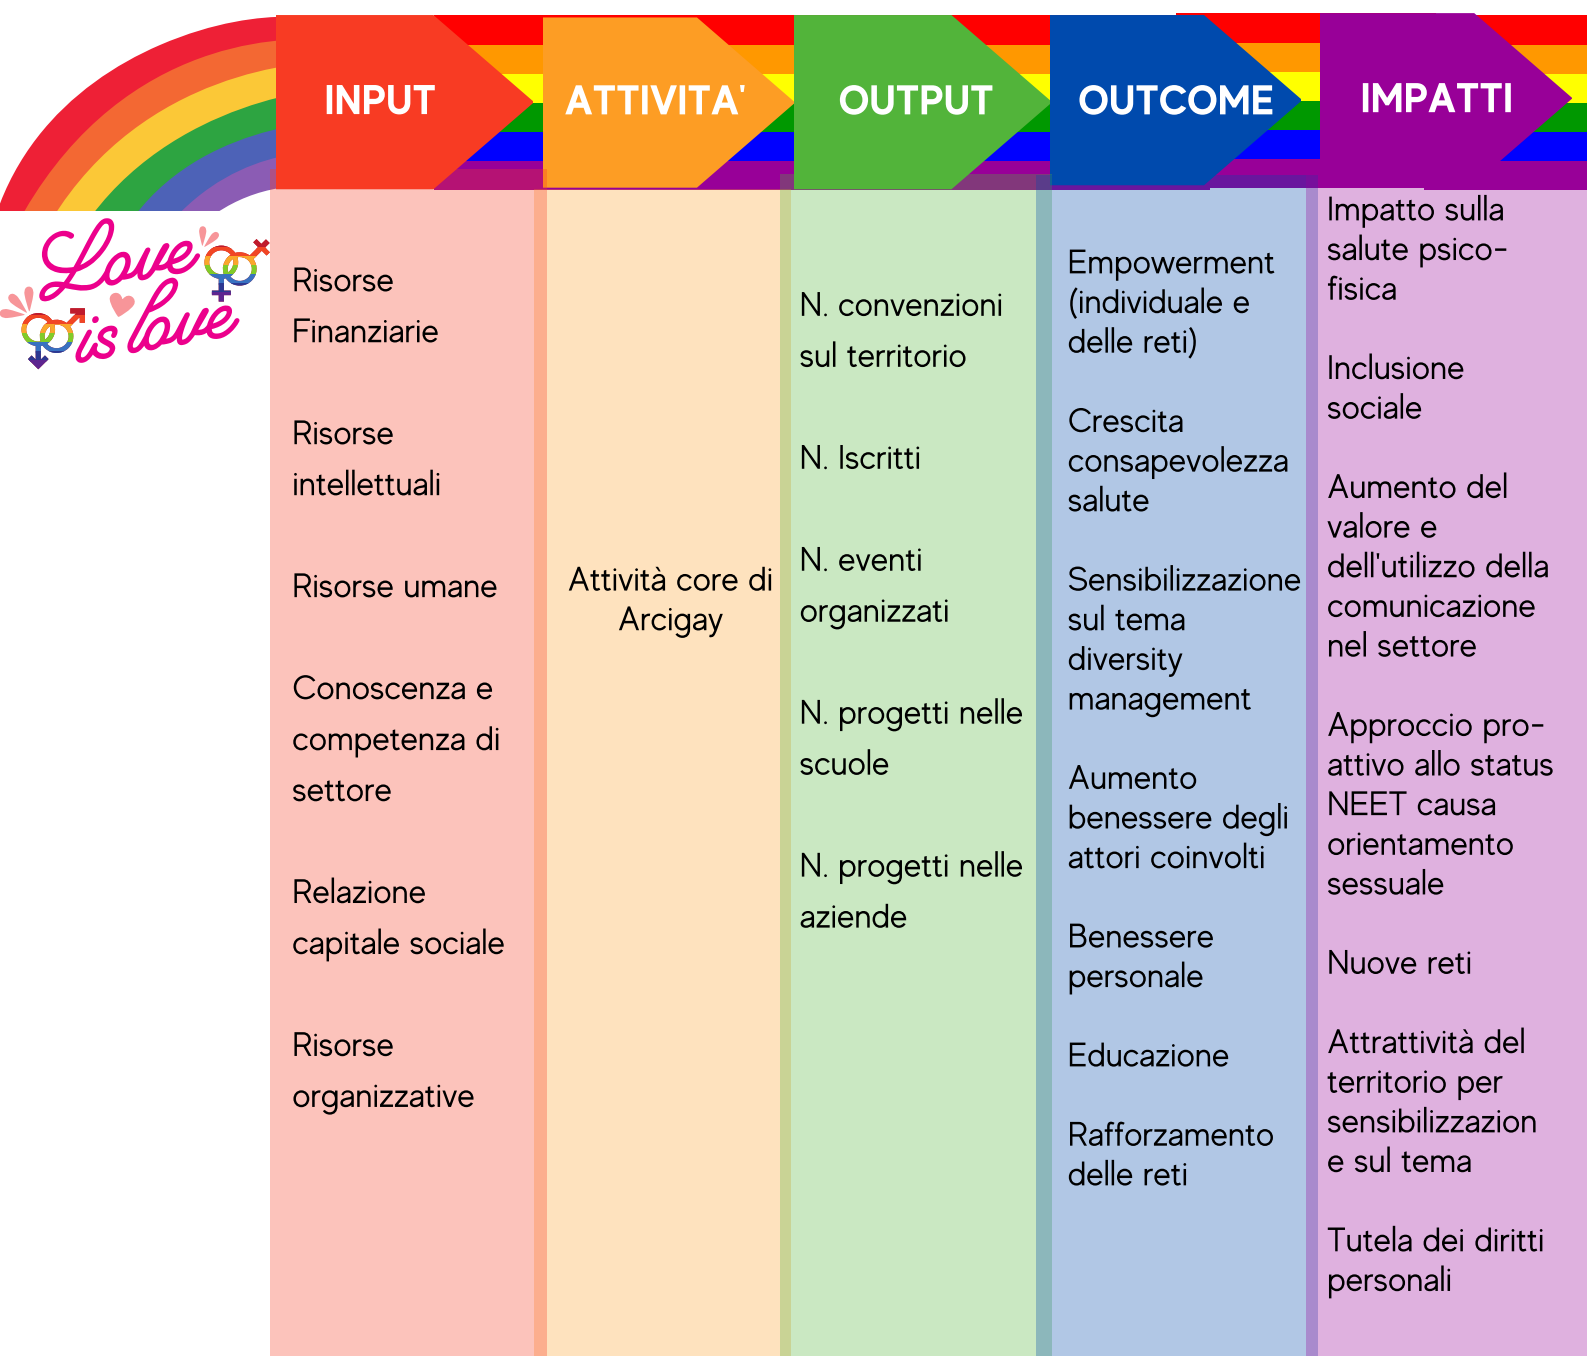 INPUT
ATTIVITA'
OUTPUT
OUTCOME
IMPATTI
Love
is love
Risorse
Finanziarie
Risorse
intellettuali
Risorse umane
Conoscenza e
competenza di
settore
Relazione
capitale sociale
Risorse
organizzative
Attività core di
Arcigay
N. convenzioni
sul territorio
N. Iscritti
N. eventi
organizzati
N. progetti nelle
scuole
N. progetti nelle
aziende
Empowerment
(individuale e
delle reti)
Crescita
consapevolezza
salute
Sensibilizzazione
sul tema
diversity
management
Aumento
benessere degli
attori coinvolti
Benessere
personale
Educazione
Rafforzamento
delle reti
Impatto sulla
salute psico-
fisica
Inclusione
sociale
Aumento del
valore e
dell'utilizzo della
comunicazione
nel settore
Approccio pro-
attivo allo status
NEET causa
orientamento
sessuale
Nuove reti
Attrattività del
territorio per
sensibilizzazion
e sul tema
Tutela dei diritti
personali